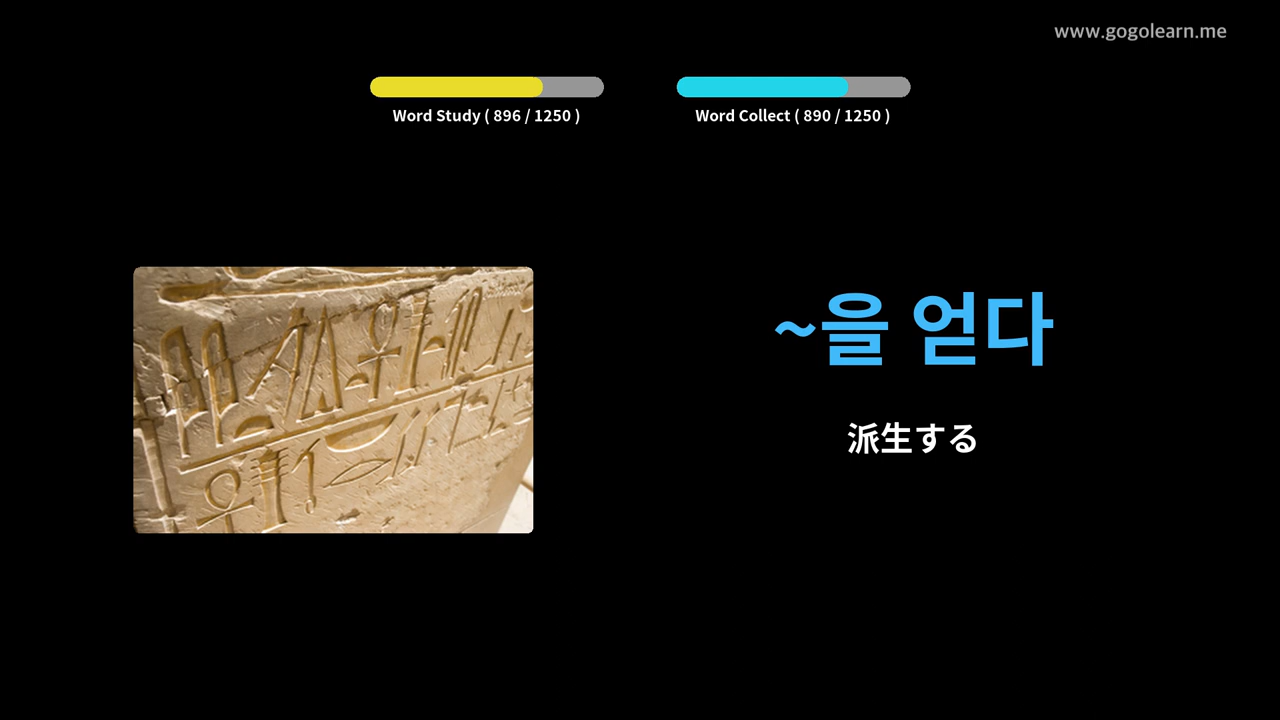 www.gogolearn.me
Word Study ( 896 / 1250 )
Word Collect ( 890 / 1250 )
~을 얻다
派生する